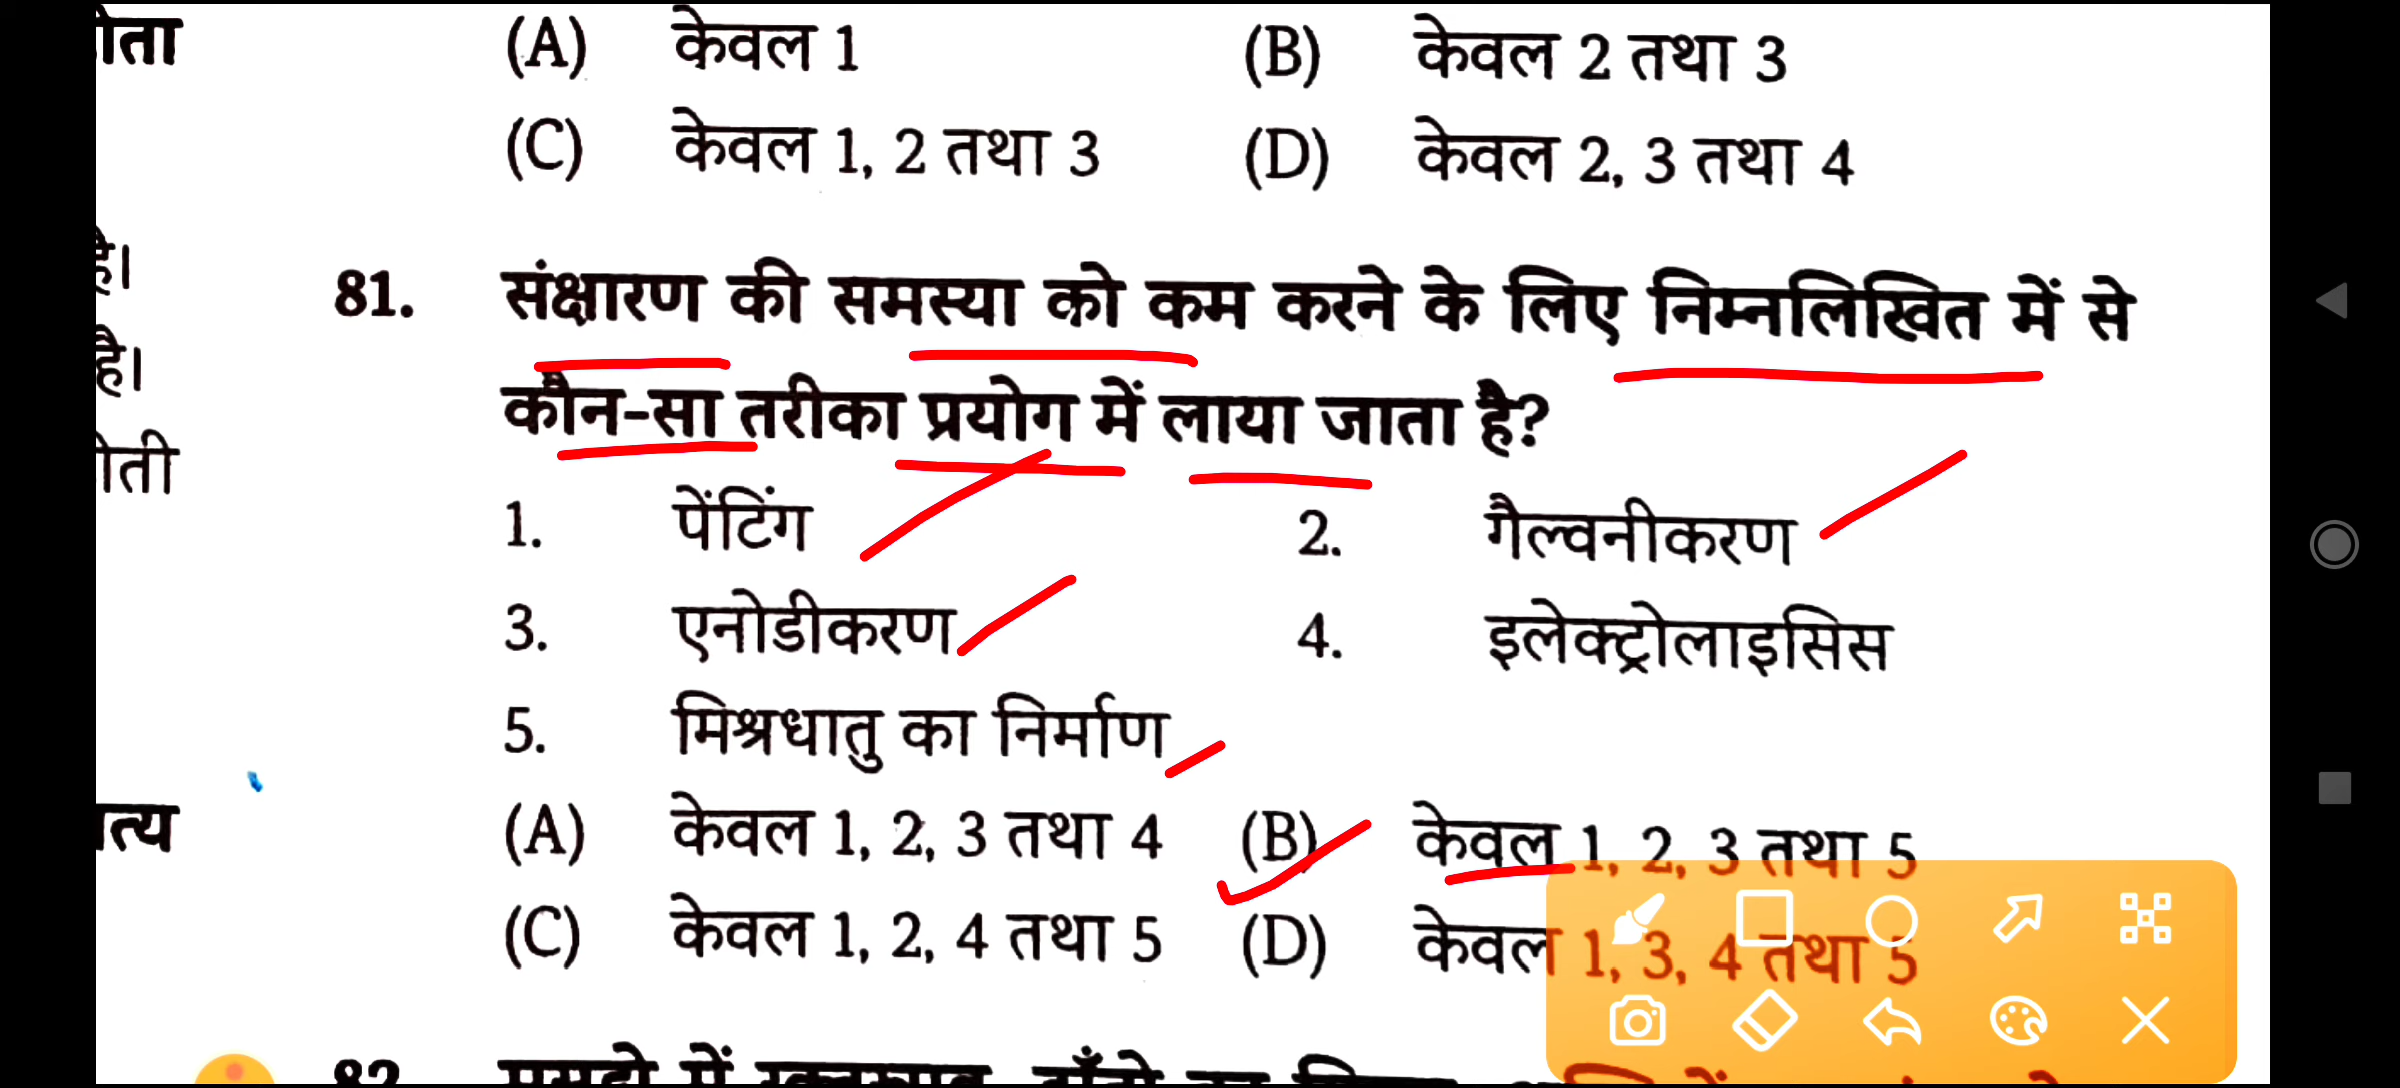 (A) केवल 1 (B) केवल 2 तथा 3
(C) केवल 1, 2 तथा 3 (D) केवल 2, 3 तथा 4
है।
है।
81. संक्षारण की समस्या को कम करने के लिए निम्नलिखित में से
कौन-सा तरीका प्रयोग में लाया जाता है?
1. पेंटिंग 2. गैल्वनीकरण
3. एनोडीकरण 4. इलेक्ट्रोलाइसिस
5. मिश्रधातु का निर्माण
(A) केवल 1, 2, 3 तथा 4 (B) केवल 1, 2, 3 तथा 5
(C) केवल 1, 2, 4 तथा 5 (D) केवल 1, 3, 4 तथा 5
82.